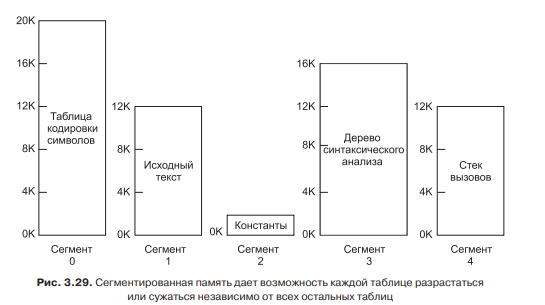 20K
16K
12K
8K
4K
0K
Таблица
кодировки
символов
Сегмент
0
12K
8K
4K
0K
Исходный
текст
Сегмент
1
0K
Константы
Сегмент
2
16K
12K
8K
4K
0K
Дерево
синтаксического
анализа
Сегмент
3
12K
8K
4K
0K
Стек
вызовов
Сегмент
4
Рис. 3.29. Сегментированная память дает возможность каждой таблице разрастаться
или сужаться независимо от всех остальных таблиц